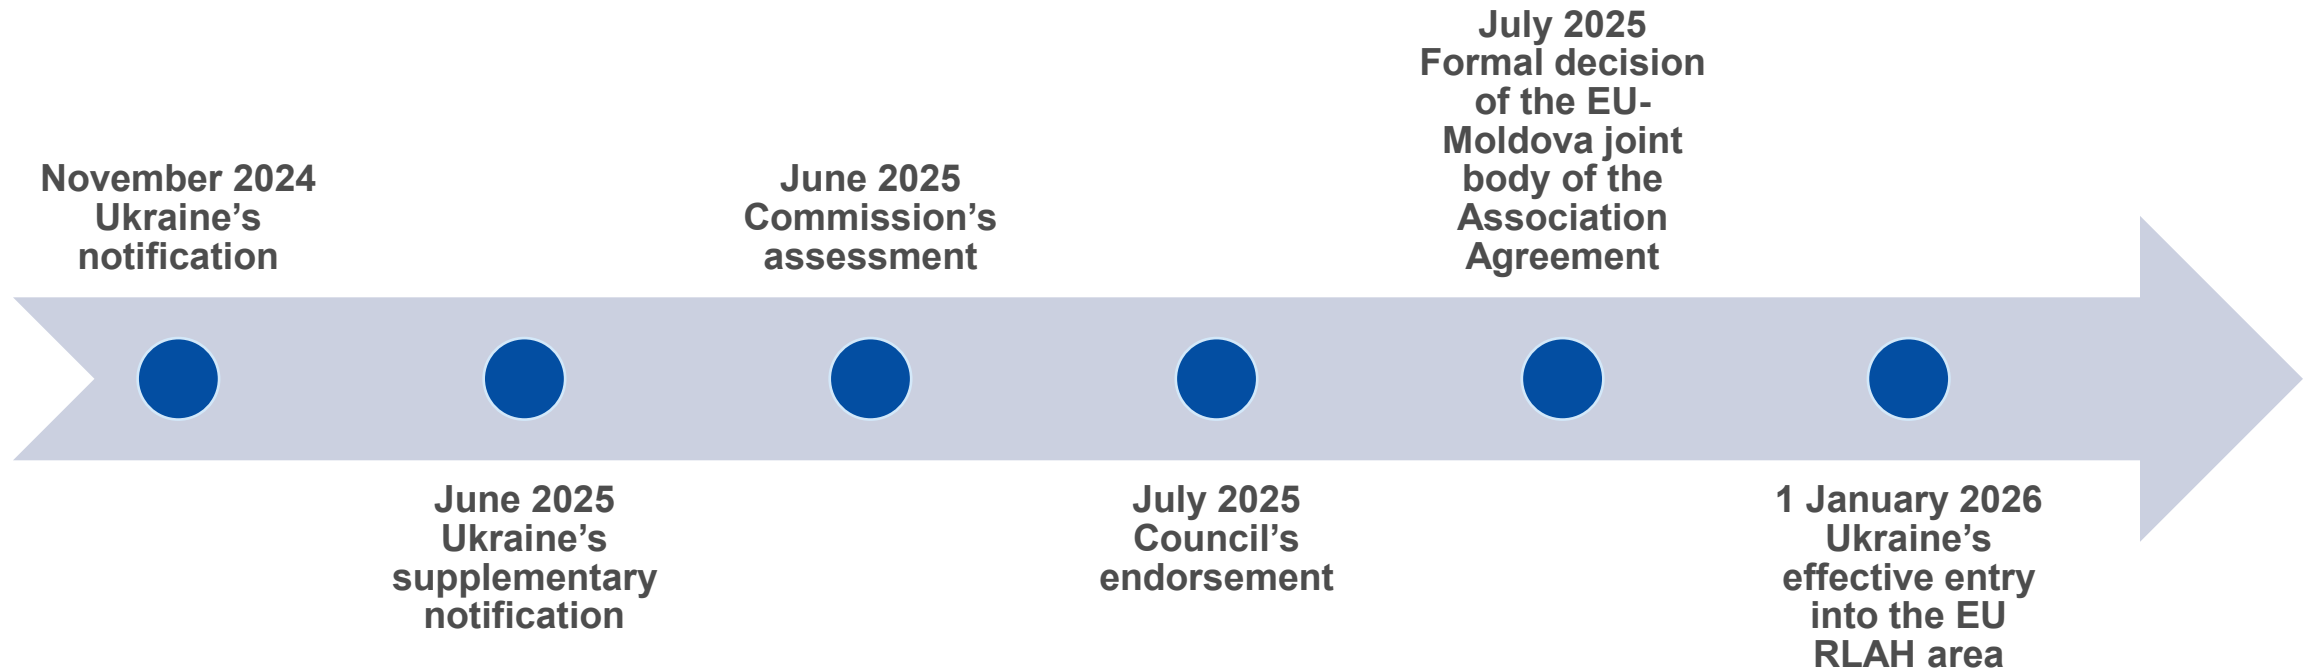 November 2024
Ukraine’s
notification
June 2025
Ukraine’s
supplementary
notification
June 2025
Commission’s
assessment
July 2025
Council’s
endorsement
July 2025
Formal decision
of the EU-
Moldova joint
body of the
Association
Agreement
1 January 2026
Ukraine’s
effective entry
into the EU
RLAH area